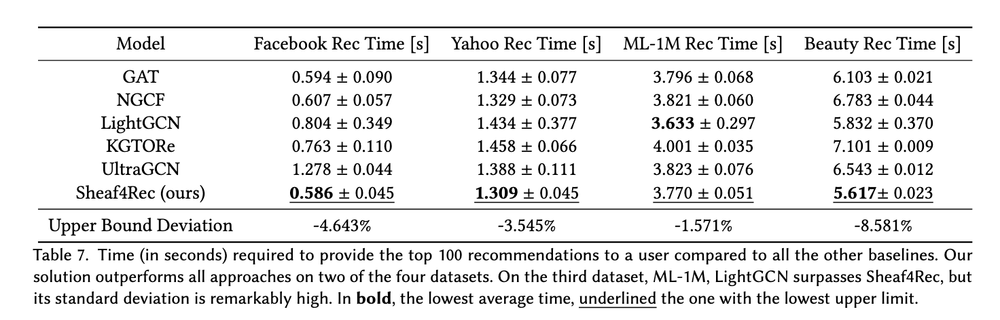 Model Facebook Rec Time [s] Yahoo Rec Time [s] ML-1M Rec Time [s] Beauty Rec Time [s]
GAT 0.594 ± 0.090 1.344 ± 0.077 3.796 ± 0.068 6.103 ± 0.021
NGCF 0.607 ± 0.057 1.329 ± 0.073 3.821 ± 0.060 6.783 ± 0.044
LightGCN 0.804 ± 0.349 1.434 ± 0.377 3.633 ± 0.297 5.832 ± 0.370
KGTORe 0.763 ± 0.110 1.458 ± 0.066 4.001 ± 0.035 7.101 ± 0.009
UltraGCN 1.278 ± 0.044 1.388 ± 0.111 3.823 ± 0.076 6.543 ± 0.012
Sheaf4Rec (ours) 0.586 ± 0.045 1.309 ± 0.045 3.770 ± 0.051 5.617± 0.023
Upper Bound Deviation -4.643% -3.545% -1.571% -8.581%
Table 7. Time (in seconds) required to provide the top 100 recommendations to a user compared to all the other baselines. Our
solution outperforms all approaches on two of the four datasets. On the third dataset, ML-1M, LightGCN surpasses Sheaf4Rec, but
its standard deviation is remarkably high. In bold, the lowest average time, underlined the one with the lowest upper limit.